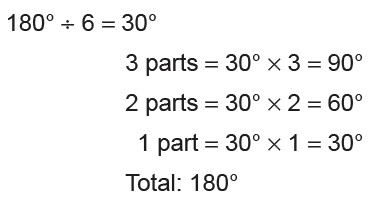 180° ÷ 6 = 30°
3 parts = 30° × 3 = 90°
2 parts = 30° × 2 = 60°
1 part = 30° × 1 = 30°
Total: 180°